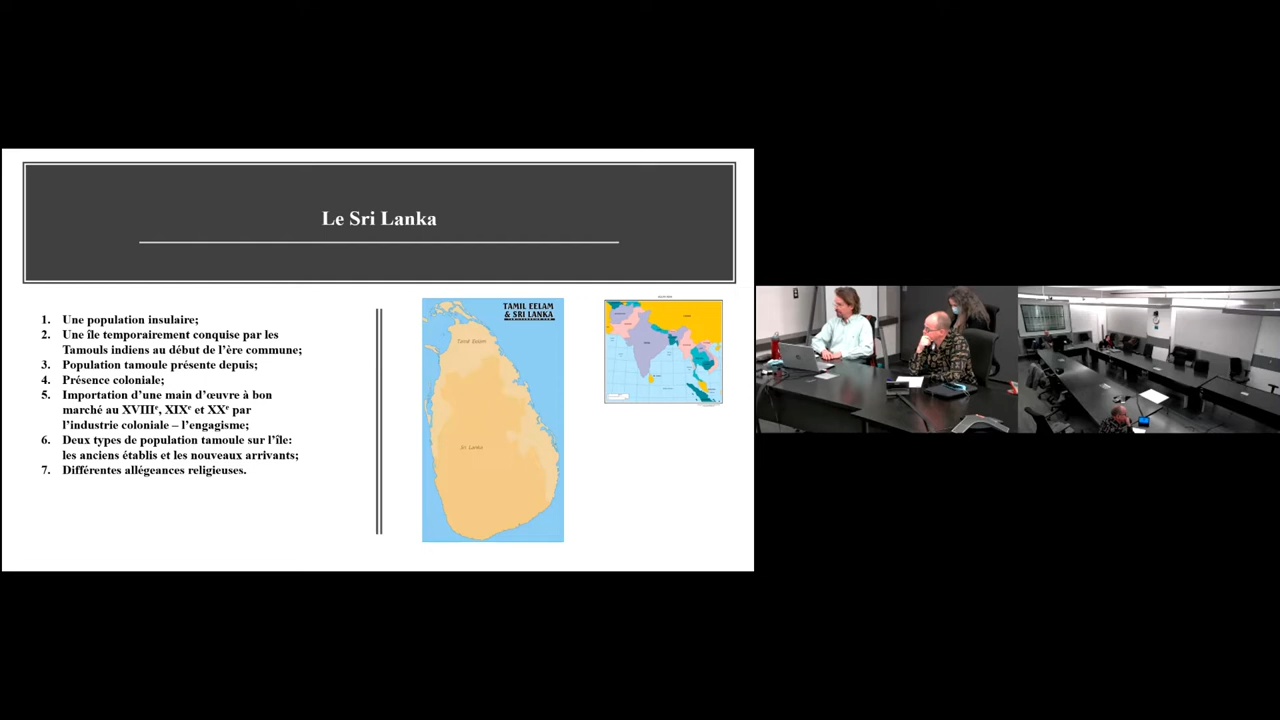 Le Sri Lanka
1. Une population insulaire;
2. Une île temporairement conquise par les
Tamouls indiens au début de l'ère commune;
3. Population tamoule présente depuis;
4. Présence coloniale;
5. Importation d'une main d'œuvre à bon
marché au XVIIIe, XIXe et XXe par
l'industrie coloniale – l'engagisme;
6. Deux types de population tamoule sur l'île:
les anciens établis et les nouveaux arrivants;
7. Différentes allégeances religieuses.
TAMIL EELAM
& SRI LANKA
Tamil Eelam
Sri Lanka